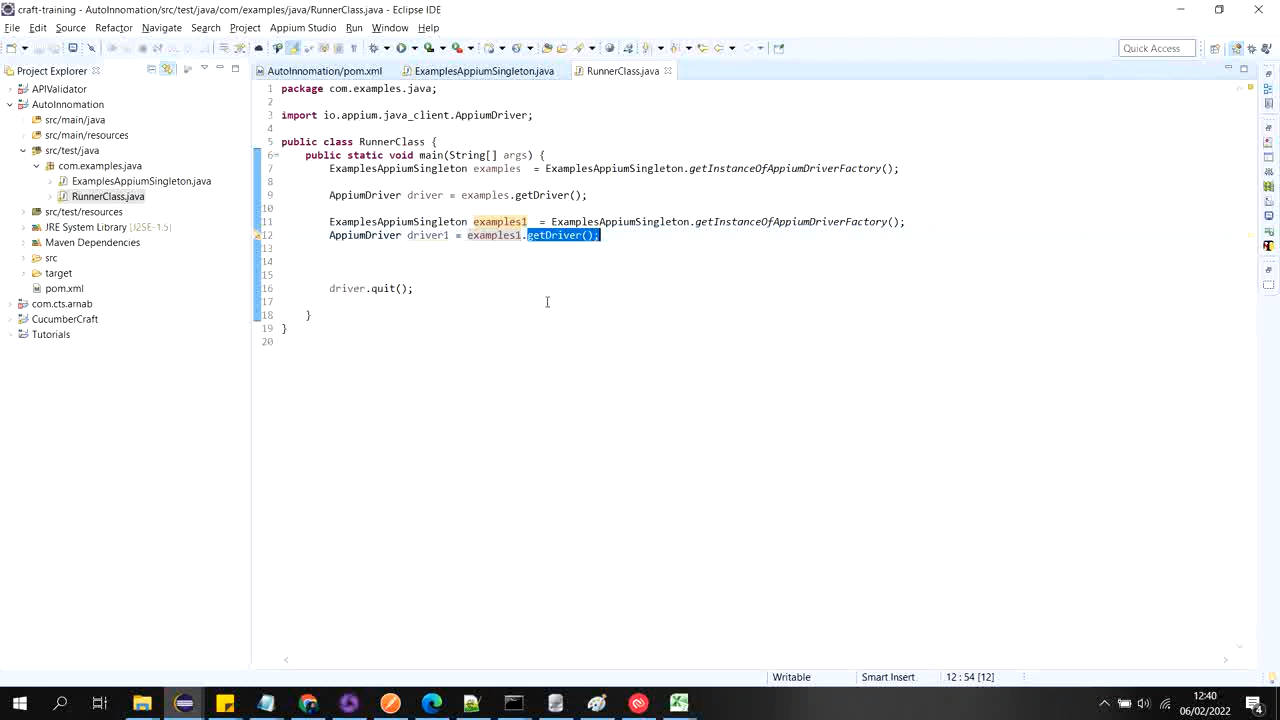 craft-training - AutoInnomation/src/test/java/com/examples/java/RunnerClass.java - Eclipse IDE
File Edit Source Refactor Navigate Search Project Appium Studio Run Window Help
Quick Access
Project Explorer
APIValidator
AutoInnomation
src/main/java
src/main/resources
src/test/java
com.examples.java
ExamplesAppiumSingleton.java
RunnerClass.java
src/test/resources
JRE System Library [J2SE-1.5]
Maven Dependencies
src
target
pom.xml
com.cts.arnab
CucumberCraft
Tutorials
AutoInnomation/pom.xml ExamplesAppiumSingleton.java RunnerClass.java
1 package com.examples.java;
2
3 import io.appium.java_client.AppiumDriver;
4
5 public class RunnerClass {
6 public static void main(String[] args) {
7 ExamplesAppiumSingleton examples = ExamplesAppiumSingleton.getInstanceOfAppiumDriverFactory();
8
9 AppiumDriver driver = examples.getDriver();
10
11 ExamplesAppiumSingleton examples1 = ExamplesAppiumSingleton.getInstanceOfAppiumDriverFactory();
12 AppiumDriver driver1 = examples1.getDriver();
13
14
15
16 driver.quit();
17
18 }
19 }
20
Writable Smart Insert 12 : 54 [12]
12:40
06/02/2022
4